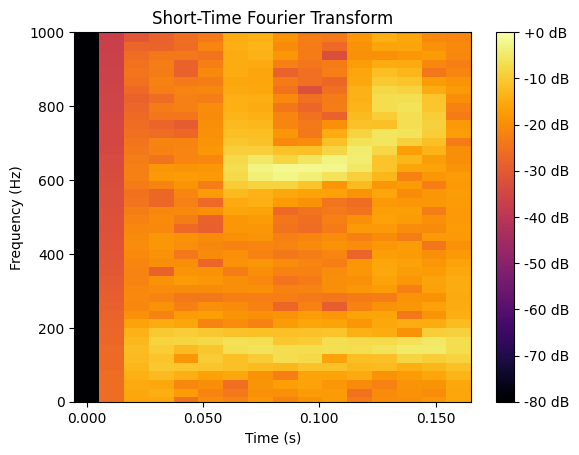 Short-Time Fourier Transform
Frequency (Hz)
1000
800
600
400
200
0
0.000
0.050
0.100
0.150
Time (s)
+0 dB
-10 dB
-20 dB
-30 dB
-40 dB
-50 dB
-60 dB
-70 dB
-80 dB